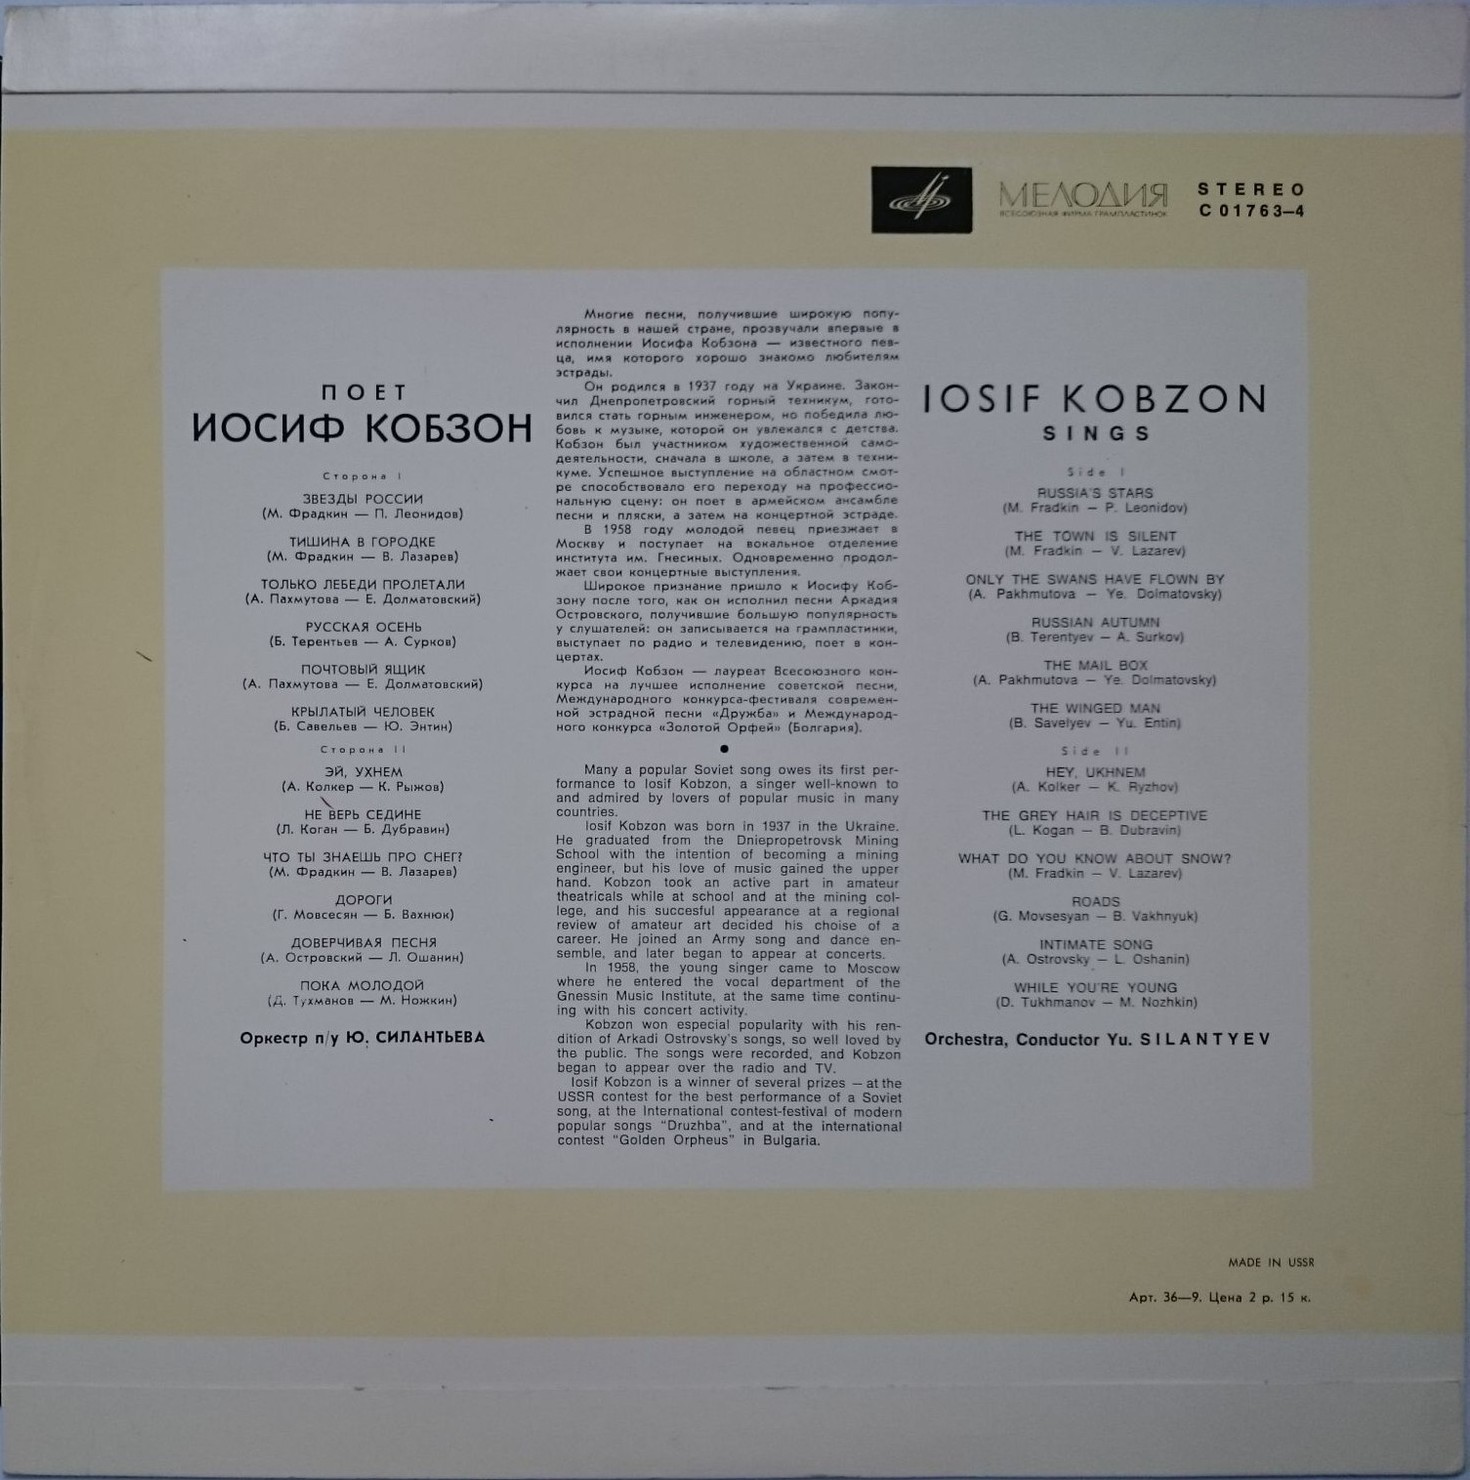 МЕЛОДИЯ
ВСЕСОЮЗНАЯ ФИРМА ГРАМПЛАСТИНОК
STEREO
С 01763–4
ПОЕТ
ИОСИФ КОБЗОН
Сторона I
ЗВЕЗДЫ РОССИИ
(М. Фрадкин — П. Леонидов)
ТИШИНА В ГОРОДКЕ
(М. Фрадкин — В. Лазарев)
ТОЛЬКО ЛЕБЕДИ ПРОЛЕТАЛИ
(А. Пахмутова — Е. Долматовский)
РУССКАЯ ОСЕНЬ
(Б. Терентьев — А. Сурков)
ПОЧТОВЫЙ ЯЩИК
(А. Пахмутова — Е. Долматовский)
КРЫЛАТЫЙ ЧЕЛОВЕК
(Б. Савельев — Ю. Энтин)
Сторона II
ЭЙ, УХНЕМ
(А. Колкер — К. Рыжов)
НЕ ВЕРЬ СЕДИНЕ
(Л. Коган — Б. Дубравин)
ЧТО ТЫ ЗНАЕШЬ ПРО СНЕГ?
(М. Фрадкин — В. Лазарев)
ДОРОГИ
(Г. Мовсесян — Б. Вахнюк)
ДОВЕРЧИВАЯ ПЕСНЯ
(А. Островский — Л. Ошанин)
ПОКА МОЛОДОЙ
(Д. Тухманов — М. Ножкин)
Оркестр п/у Ю. СИЛАНТЬЕВА
Многие песни, получившие широкую попу-
лярность в нашей стране, прозвучали впервые в
исполнении Иосифа Кобзона — известного пев-
ца, имя которого хорошо знакомо любителям
эстрады.
Он родился в 1937 году на Украине. Закон-
чил Днепропетровский горный техникум, гото-
вился стать горным инженером, но победила лю-
бовь к музыке, которой он увлекался с детства.
Кобзон был участником художественной само-
деятельности, сначала в школе, а затем в техни-
куме. Успешное выступление на областном смот-
ре способствовало его переходу на профессио-
нальную сцену: он поет в армейском ансамбле
песни и пляски, а затем на концертной эстраде.
В 1958 году молодой певец приезжает в
Москву и поступает на вокальное отделение
института им. Гнесиных. Одновременно продол-
жает свои концертные выступления.
Широкое признание пришло к Иосифу Коб-
зону после того, как он исполнил песни Аркадия
Островского, получившие большую популярность
у слушателей: он записывается на грампластинки,
выступает по радио и телевидению, поет в кон-
цертах.
Иосиф Кобзон — лауреат Всесоюзного кон-
курса на лучшее исполнение советской песни,
Международного конкурса-фестиваля современ-
ной эстрадной песни «Дружба» и Международ-
ного конкурса «Золотой Орфей» (Болгария).
●
Many a popular Soviet song owes its first per-
formance to Iosif Kobzon, a singer well-known to
and admired by lovers of popular music in many
countries.
Iosif Kobzon was born in 1937 in the Ukraine.
He graduated from the Dniepropetrovsk Mining
School with the intention of becoming a mining
engineer, but his love of music gained the upper
hand. Kobzon took an active part in amateur
theatricals while at school and at the mining col-
lege, and his succesful appearance at a regional
review of amateur art decided his choise of a
career. He joined an Army song and dance en-
semble, and later began to appear at concerts.
In 1958, the young singer came to Moscow
where he entered the vocal department of the
Gnessin Music Institute, at the same time continu-
ing with his concert activity.
Kobzon won especial popularity with his ren-
dition of Arkadi Ostrovsky's songs, so well loved by
the public. The songs were recorded, and Kobzon
began to appear over the radio and TV.
Iosif Kobzon is a winner of several prizes — at the
USSR contest for the best performance of a Soviet
song, at the International contest-festival of modern
popular songs “Druzhba”, and at the international
contest “Golden Orpheus” in Bulgaria.
IOSIF KOBZON
SINGS
Side I
RUSSIA'S STARS
(M. Fradkin — P. Leonidov)
THE TOWN IS SILENT
(M. Fradkin — V. Lazarev)
ONLY THE SWANS HAVE FLOWN BY
(A. Pakhmutova — Ye. Dolmatovsky)
RUSSIAN AUTUMN
(B. Terentyev — A. Surkov)
THE MAIL BOX
(A. Pakhmutova — Ye. Dolmatovsky)
THE WINGED MAN
(B. Savelyev — Yu. Entin)
Side II
HEY, UKHNEM
(A. Kolker — K. Ryzhov)
THE GREY HAIR IS DECEPTIVE
(L. Kogan — B. Dubravin)
WHAT DO YOU KNOW ABOUT SNOW?
(M. Fradkin — V. Lazarev)
ROADS
(G. Movsesyan — B. Vakhnyuk)
INTIMATE SONG
(A. Ostrovsky — L. Oshanin)
WHILE YOU'RE YOUNG
(D. Tukhmanov — M. Nozhkin)
Orchestra, Conductor Yu. SILANTYEV
MADE IN USSR
Арт. 36—9. Цена 2 р. 15 к.